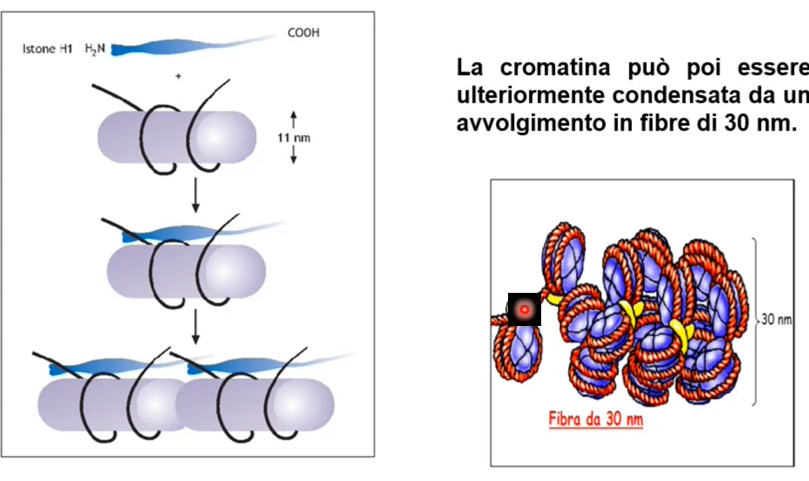 Istone H1 H₂N COOH
+
11 nm
La cromatina può poi essere
ulteriormente condensata da un
avvolgimento in fibre di 30 nm.
30 nm
Fibra da 30 nm